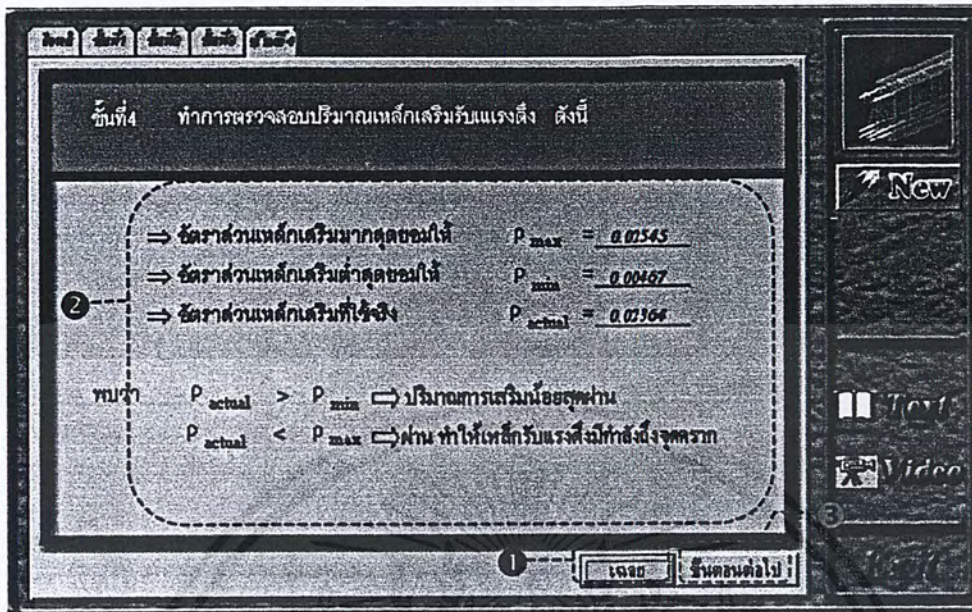 ขั้นที่4 ทำการตรวจสอบปริมาณเหล็กเสริมรับแรงดึง ดังนี้
New
⇒ อัตราส่วนเหล็กเสริมมากสุดยอมให้ ρ max =
⇒ อัตราส่วนเหล็กเสริมต่ำสุดยอมให้ ρ min = 0.00467
2
⇒ อัตราส่วนเหล็กเสริมที่ใช้จริง ρ actual =
พบว่า ρ actual > ρ min ⇒ ปริมาณการเสริมน้อยสุดผ่าน
Text
ρ actual < ρ max ⇒ ผ่าน ทำให้เหล็กรับแรงดึงมีกำลังถึงจุดคราก
Video
3
1
เฉลย
ขั้นตอนต่อไป